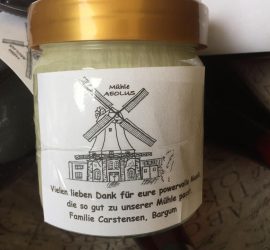 Mühle
AEOLUS
Vielen lieben Dank für eure powervolle
die so gut zu unserer Mühle
Familie Carstensen, Bargum